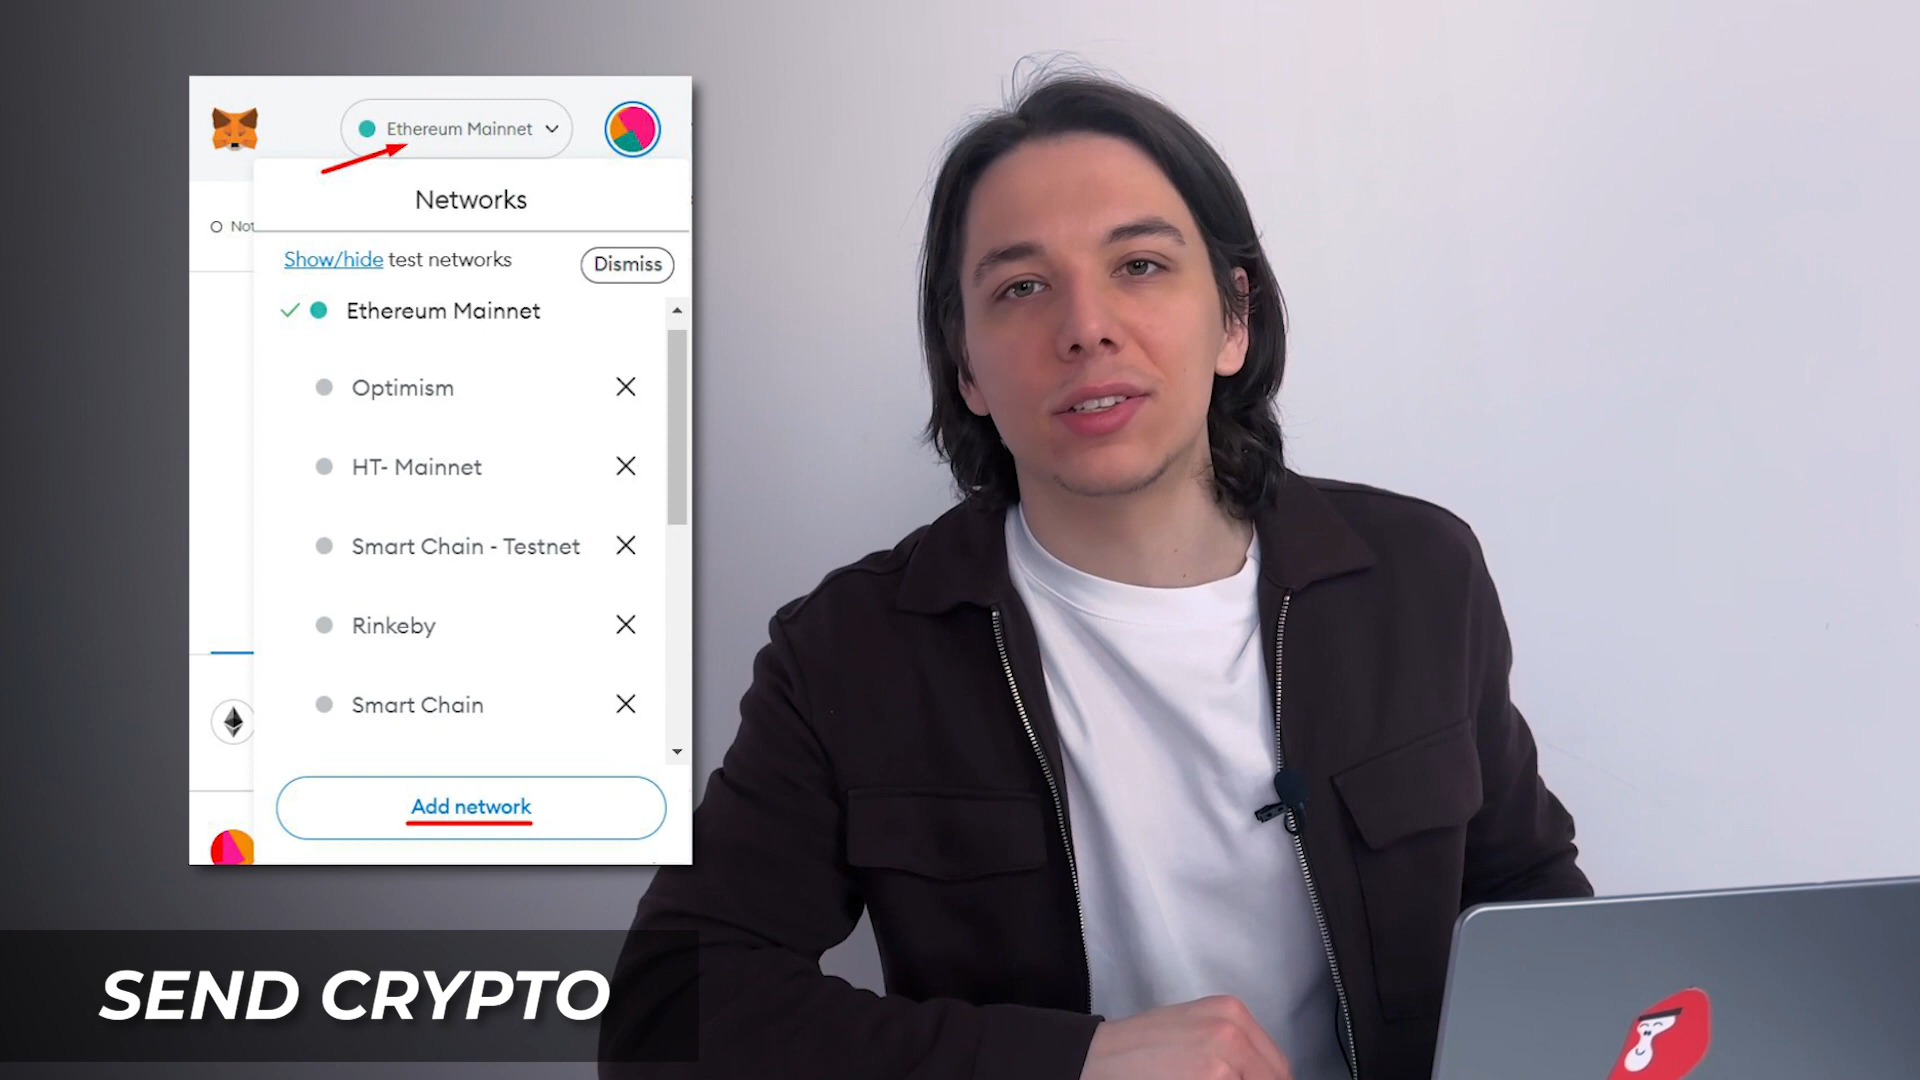 Ethereum Mainnet
Networks
Not
Show/hide test networks
Dismiss
Ethereum Mainnet
Optimism
HT- Mainnet
Smart Chain - Testnet
Rinkeby
Smart Chain
Add network
SEND CRYPTO